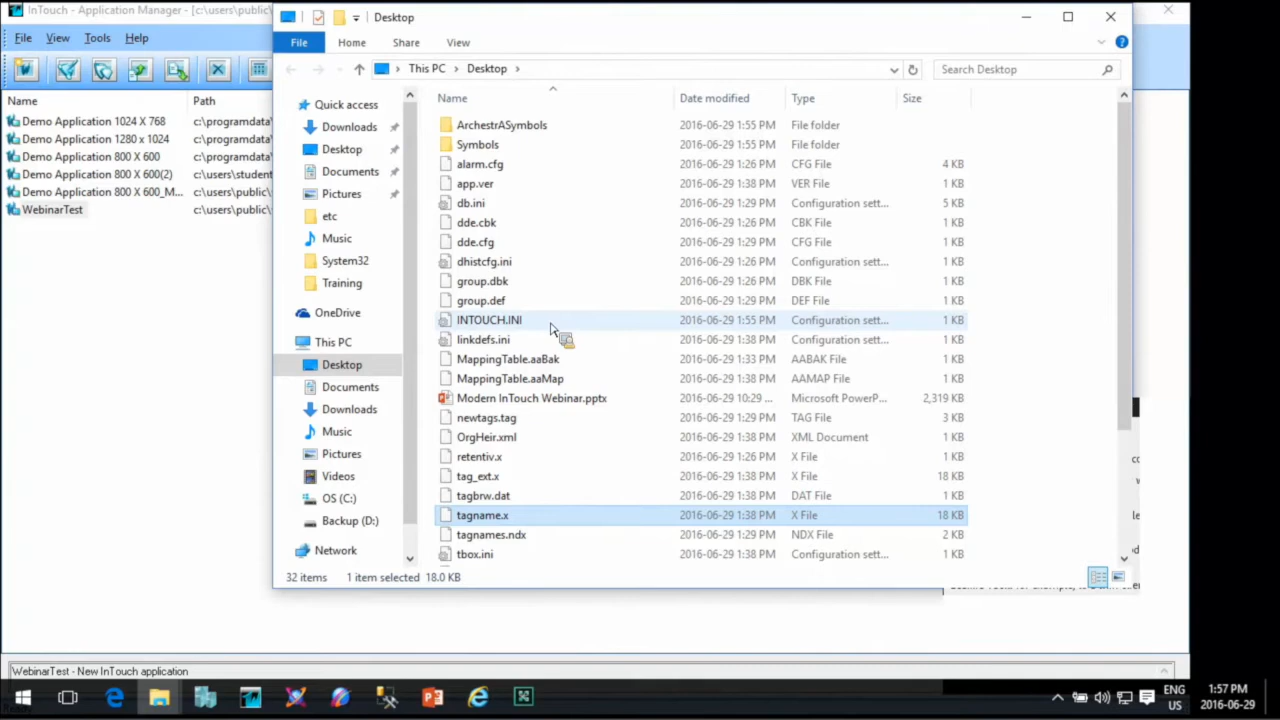 InTouch - Application Manager - [c:\users\public\
File View Tools Help
Name Path
Demo Application 1024 X 768 c:\programdata\
Demo Application 1280 x 1024 c:\programdata\
Demo Application 800 X 600 c:\programdata\
Demo Application 800 X 600(2) c:\users\student
Demo Application 800 X 600_M... c:\users\public\
WebinarTest c:\users\public\
Desktop
File Home Share View
This PC > Desktop > Search Desktop
Quick access
Downloads
Desktop
Documents
Pictures
etc
Music
System32
Training
OneDrive
This PC
Desktop
Documents
Downloads
Music
Pictures
Videos
OS (C:)
Backup (D:)
Network
Name Date modified Type Size
ArchestrASymbols 2016-06-29 1:55 PM File folder
Symbols 2016-06-29 1:55 PM File folder
alarm.cfg 2016-06-29 1:26 PM CFG File 4 KB
app.ver 2016-06-29 1:38 PM VER File 1 KB
db.ini 2016-06-29 1:29 PM Configuration sett... 5 KB
dde.cbk 2016-06-29 1:29 PM CBK File 1 KB
dde.cfg 2016-06-29 1:29 PM CFG File 1 KB
dhistcfg.ini 2016-06-29 1:26 PM Configuration sett... 1 KB
group.dbk 2016-06-29 1:26 PM DBK File 1 KB
group.def 2016-06-29 1:29 PM DEF File 1 KB
INTOUCH.INI 2016-06-29 1:55 PM Configuration sett... 1 KB
linkdefs.ini 2016-06-29 1:38 PM Configuration sett... 1 KB
MappingTable.aaBak 2016-06-29 1:33 PM AABAK File 1 KB
MappingTable.aaMap 2016-06-29 1:38 PM AAMAP File 1 KB
Modern InTouch Webinar.pptx 2016-06-29 10:29 ... Microsoft PowerP... 2,319 KB
newtags.tag 2016-06-29 1:38 PM TAG File 3 KB
OrgHeir.xml 2016-06-29 1:38 PM XML Document 1 KB
retentiv.x 2016-06-29 1:26 PM X File 1 KB
tag_ext.x 2016-06-29 1:38 PM X File 18 KB
tagbrw.dat 2016-06-29 1:38 PM DAT File 1 KB
tagname.x 2016-06-29 1:38 PM X File 18 KB
tagnames.ndx 2016-06-29 1:29 PM NDX File 2 KB
tbox.ini 2016-06-29 1:38 PM Configuration sett... 1 KB
32 items 1 item selected 18.0 KB
WebinarTest - New InTouch application
ENG
US
1:57 PM
2016-06-29